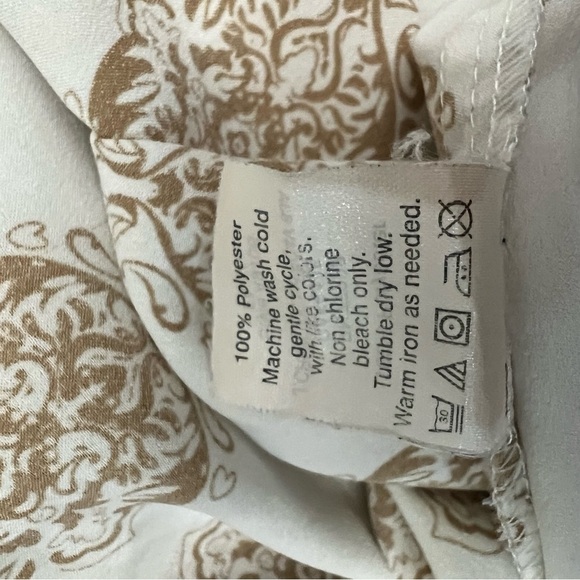 100% Polyester
Machine wash cold
gentle cycle,
with like colors.
Non chlorine
bleach only.
Tumble dry low.
Warm iron as needed.
30